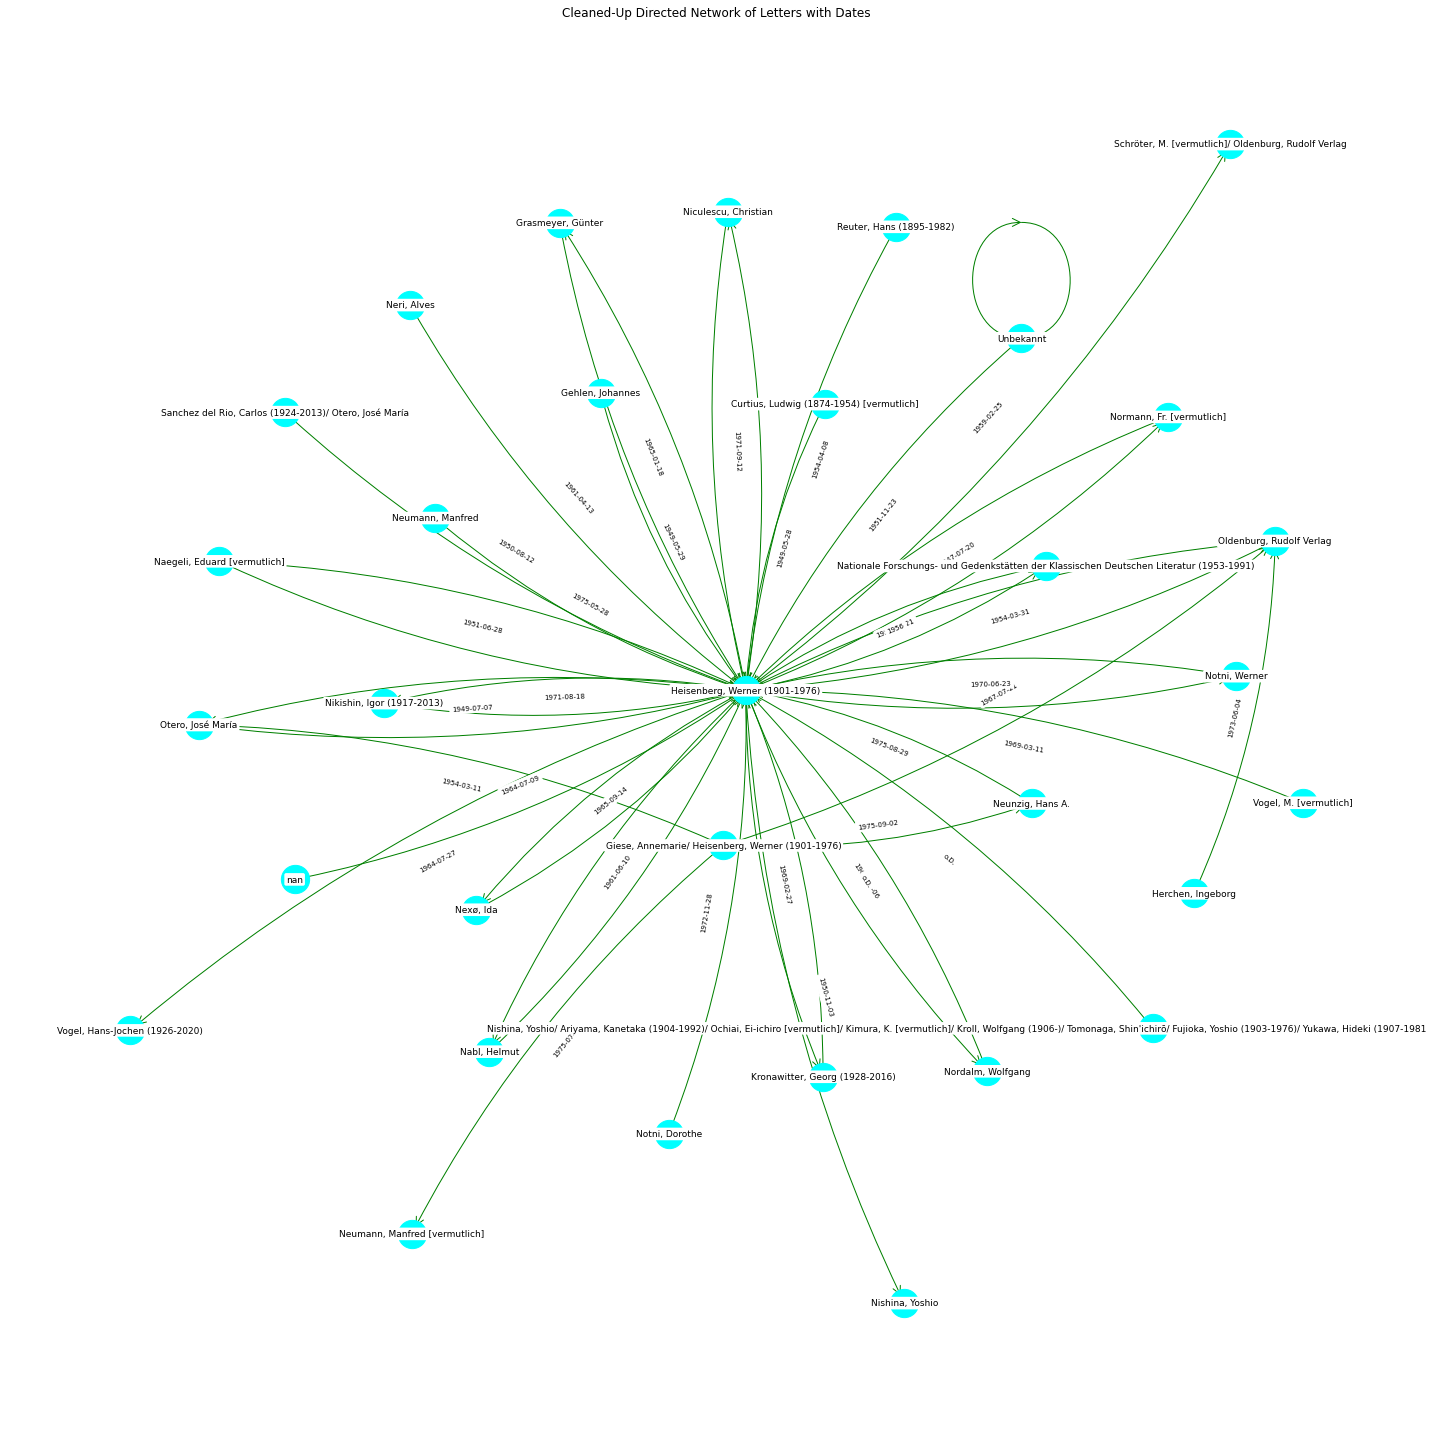 Cleaned-Up Directed Network of Letters with Dates
Schröter, M. [vermutlich]/ Oldenburg, Rudolf Verlag
Niculescu, Christian
Grasmeyer, Günter
Reuter, Hans (1895-1982)
Neri, Alves
Unbekannt
Gehlen, Johannes
Curtius, Ludwig (1874-1954) [vermutlich]
Sanchez del Rio, Carlos (1924-2013)/ Otero, José María
Normann, Fr. [vermutlich]
1959-02-25
1965-01-18
1971-09-12
1954-04-08
1961-04-13
1951-11-23
Neumann, Manfred
1950-08-12
1949-05-29
1949-05-28
Oldenburg, Rudolf Verlag
Naegeli, Eduard [vermutlich]
47-07-20
Nationale Forschungs- und Gedenkstätten der Klassischen Deutschen Literatur (1953-1991)
1975-05-28
1951-06-28
1954-03-31
1956
Notni, Werner
1970-06-23
Heisenberg, Werner (1901-1976)
1971-08-18
1967-07-21
Nikishin, Igor (1917-2013)
1949-07-07
1973-06-04
Otero, José María
1975-08-29
1969-03-11
1954-03-11
1964-07-09
1965-09-14
Neunzig, Hans A.
Vogel, M. [vermutlich]
1975-09-02
Giese, Annemarie/ Heisenberg, Werner (1901-1976)
1964-07-27
1961-06-10
o.D.
nan
1969-02-27
o.D.
-06
Herchen, Ingeborg
Nexø, Ida
1972-11-28
1950-11-03
Vogel, Hans-Jochen (1926-2020)
Nishina, Yoshio/ Ariyama, Kanetaka (1904-1992)/ Ochiai, Ei-ichiro [vermutlich]/ Kimura, K. [vermutlich]/ Kroll, Wolfgang (1906-)/ Tomonaga, Shin'ichirō/ Fujioka, Yoshio (1903-1976)/ Yukawa, Hideki (1907-1981
1975-07
Nabl, Helmut
Nordalm, Wolfgang
Kronawitter, Georg (1928-2016)
Notni, Dorothe
Neumann, Manfred [vermutlich]
Nishina, Yoshio